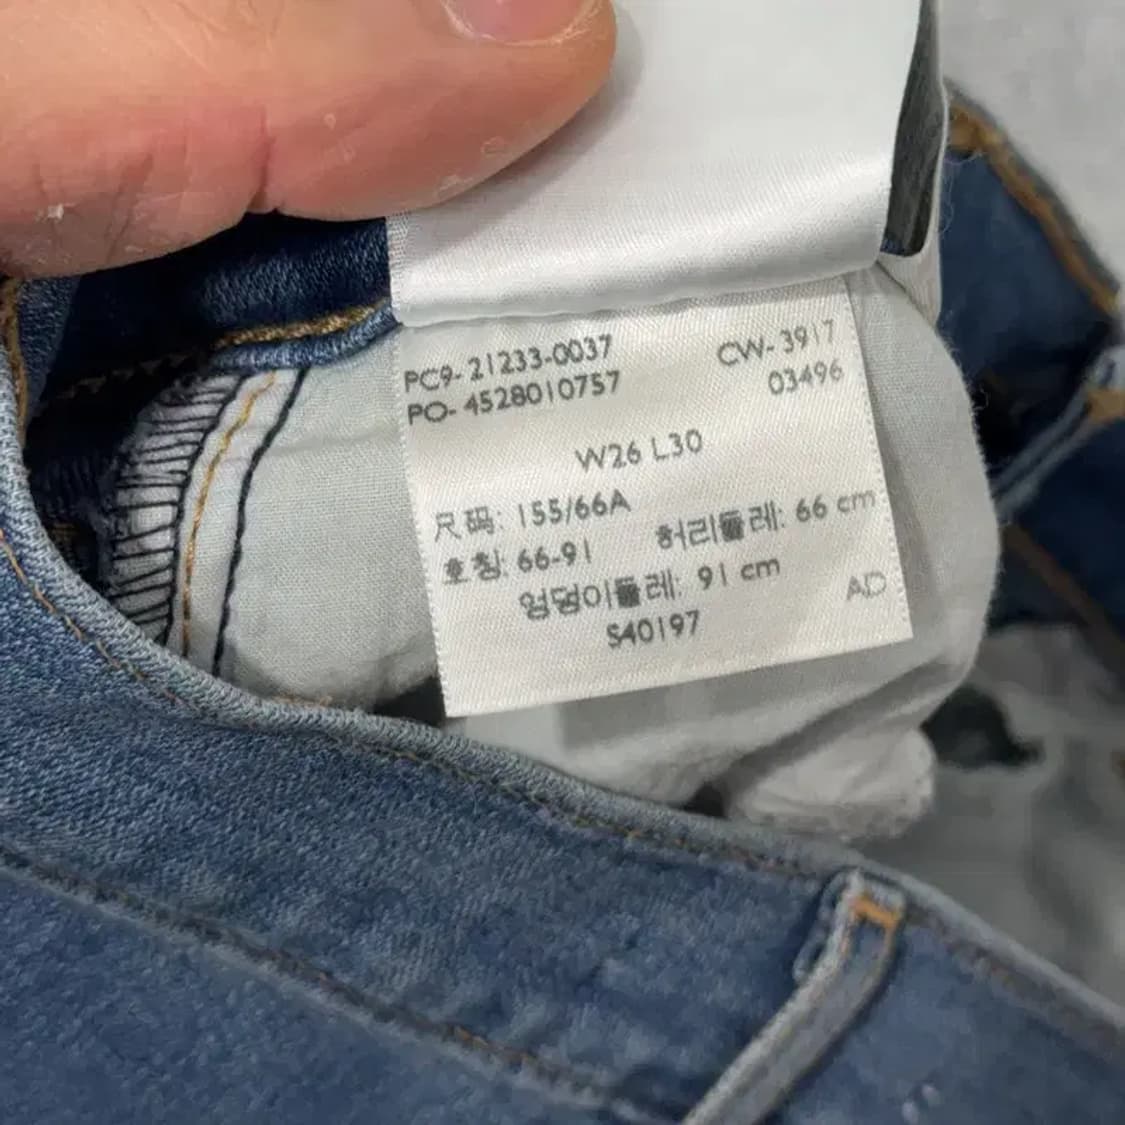 PC9-21233-0037 CW-3917
PO-4528010757 03496
W26 L30
尺码: 155/66A
호칭: 66-91 허리둘레: 66 cm
엉덩이둘레: 91 cm AD
S40197